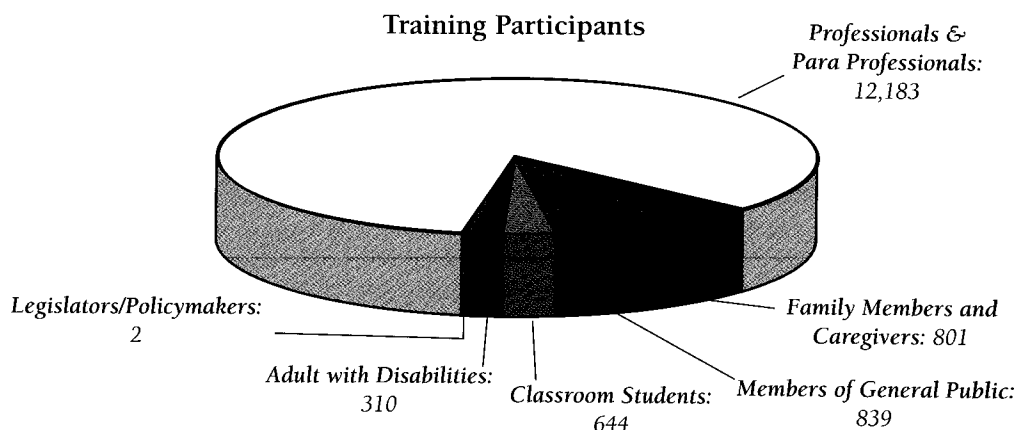 Training Participants
Professionals &
Para Professionals:
12,183
Legislators/Policymakers:
2
Adult with Disabilities:
310
Classroom Students:
644
Members of General Public:
839
Family Members and
Caregivers: 801